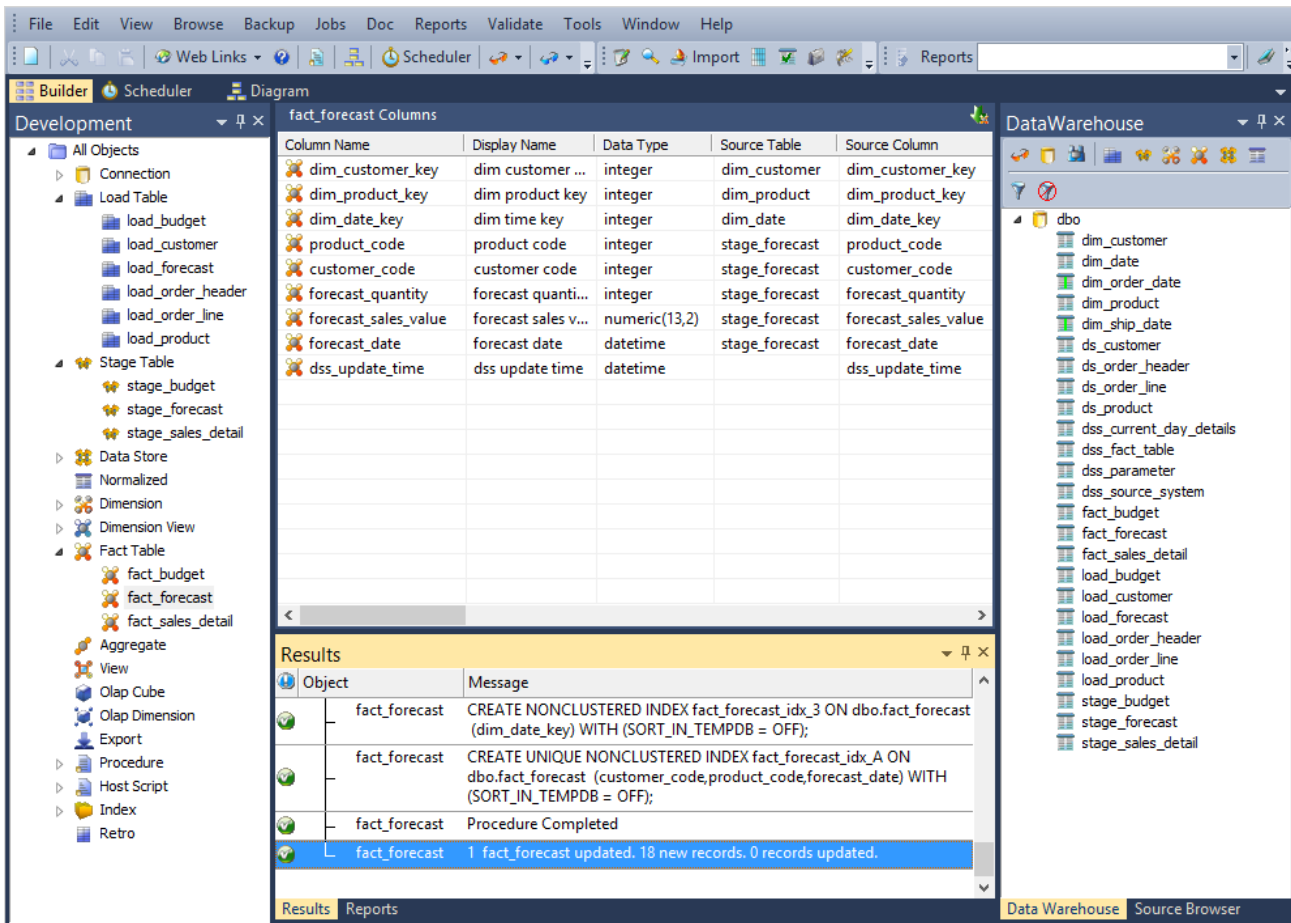 File Edit View Browse Backup Jobs Doc Reports Validate Tools Window Help
Web Links Scheduler Import Reports
Builder Scheduler Diagram
Development
All Objects
Connection
Load Table
load_budget
load_customer
load_forecast
load_order_header
load_order_line
load_product
Stage Table
stage_budget
stage_forecast
stage_sales_detail
Data Store
Normalized
Dimension
Dimension View
Fact Table
fact_budget
fact_forecast
fact_sales_detail
Aggregate
View
Olap Cube
Olap Dimension
Export
Procedure
Host Script
Index
Retro
fact_forecast Columns
Column Name Display Name Data Type Source Table Source Column
dim_customer_key dim customer ... integer dim_customer dim_customer_key
dim_product_key dim product key integer dim_product dim_product_key
dim_date_key dim time key integer dim_date dim_date_key
product_code product code integer stage_forecast product_code
customer_code customer code integer stage_forecast customer_code
forecast_quantity forecast quanti... integer stage_forecast forecast_quantity
forecast_sales_value forecast sales v... numeric(13,2) stage_forecast forecast_sales_value
forecast_date forecast date datetime stage_forecast forecast_date
dss_update_time dss update time datetime dss_update_time
Results
Object Message
fact_forecast CREATE NONCLUSTERED INDEX fact_forecast_idx_3 ON dbo.fact_forecast
(dim_date_key) WITH (SORT_IN_TEMPDB = OFF);
fact_forecast CREATE UNIQUE NONCLUSTERED INDEX fact_forecast_idx_A ON
dbo.fact_forecast (customer_code,product_code,forecast_date) WITH
(SORT_IN_TEMPDB = OFF);
fact_forecast Procedure Completed
fact_forecast 1 fact_forecast updated. 18 new records. 0 records updated.
Results Reports
DataWarehouse
dbo
dim_customer
dim_date
dim_order_date
dim_product
dim_ship_date
ds_customer
ds_order_header
ds_order_line
ds_product
dss_current_day_details
dss_fact_table
dss_parameter
dss_source_system
fact_budget
fact_forecast
fact_sales_detail
load_budget
load_customer
load_forecast
load_order_header
load_order_line
load_product
stage_budget
stage_forecast
stage_sales_detail
Data Warehouse Source Browser